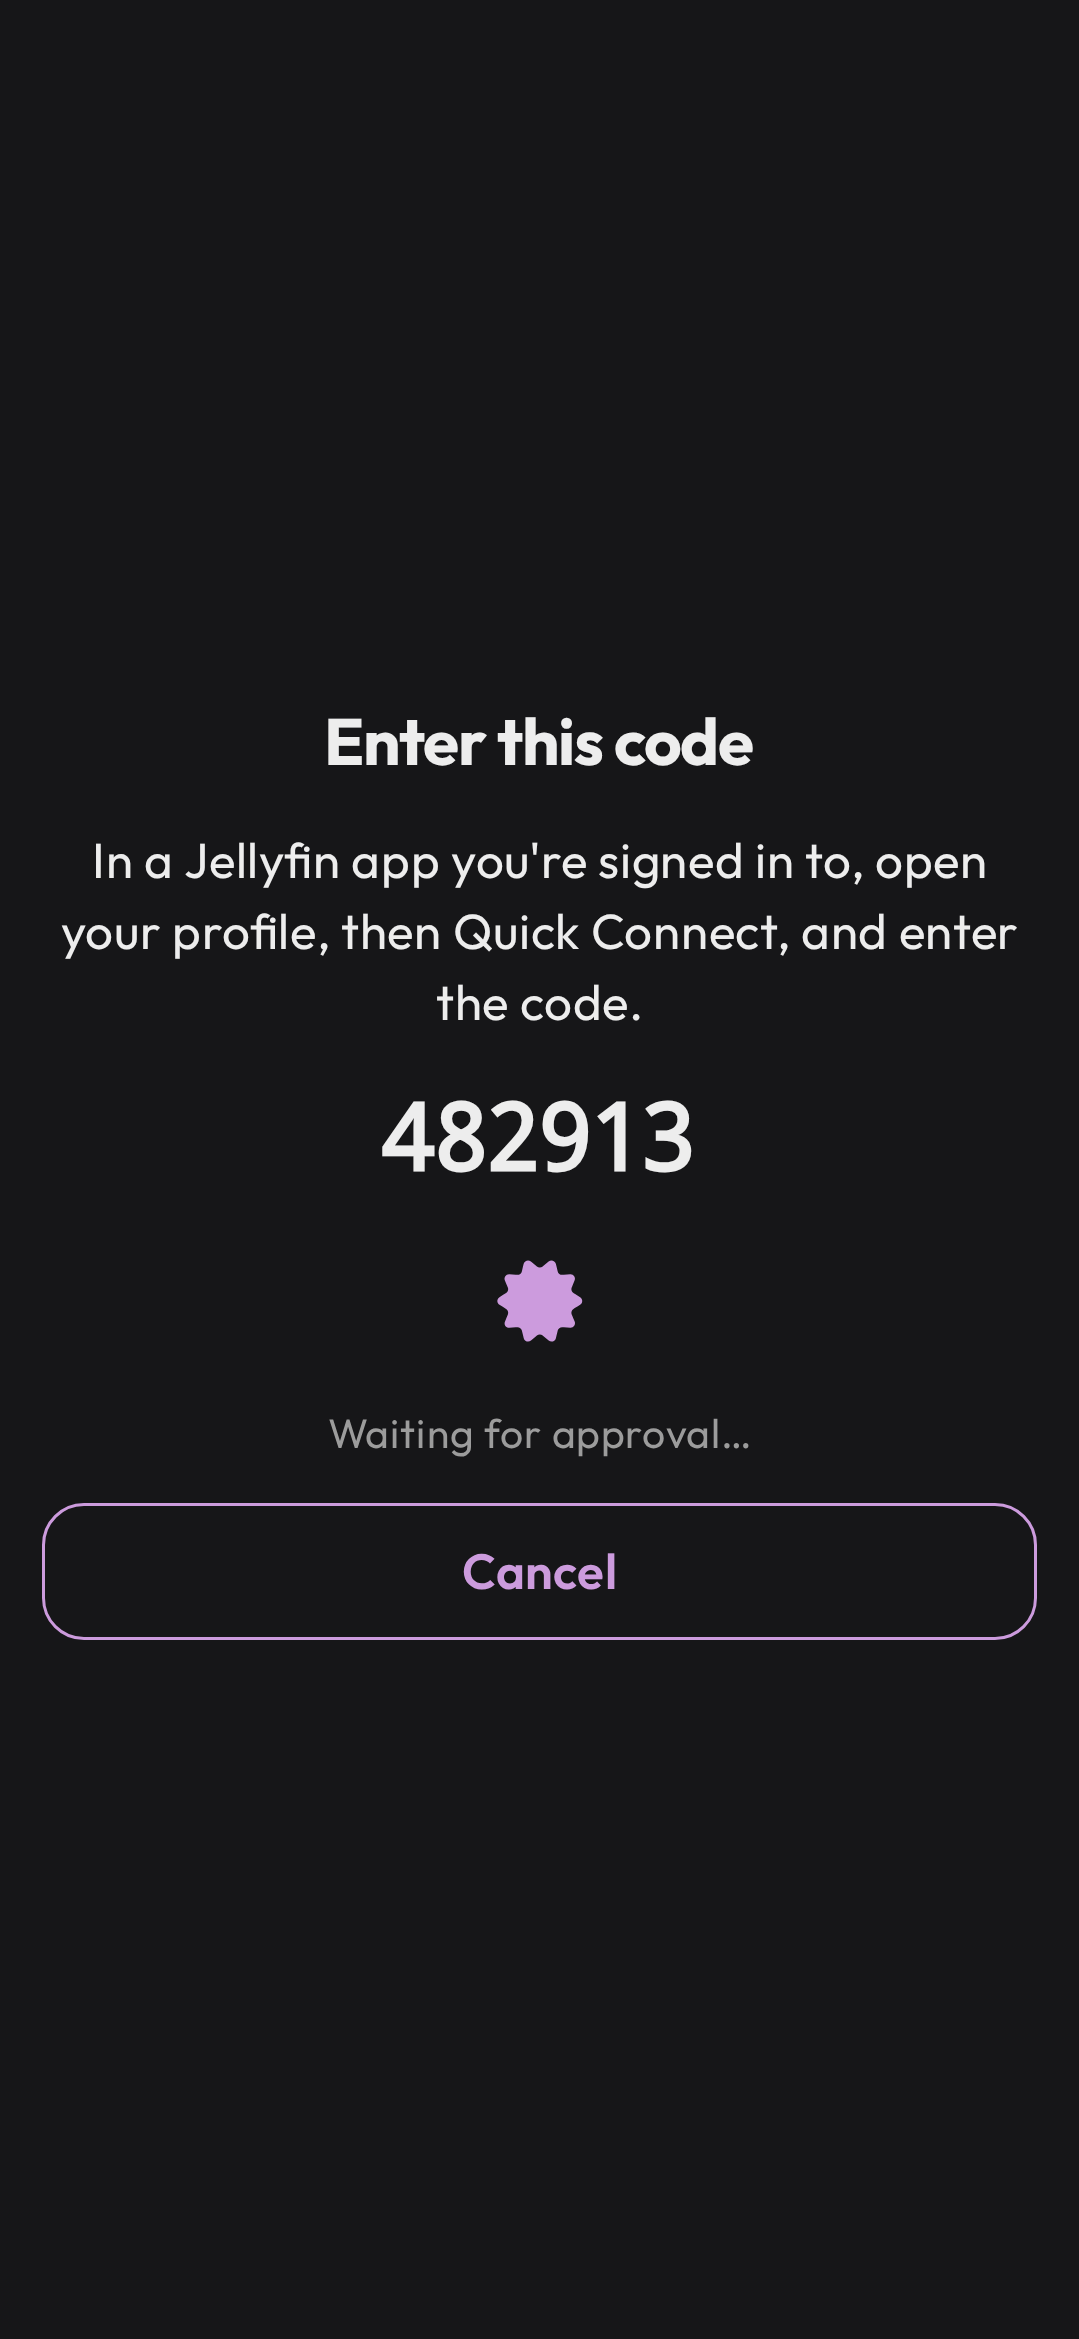 Enter this code
In a Jellyfin app you're signed in to, open
your profile, then Quick Connect, and enter
the code.
482913
Waiting for approval…
Cancel